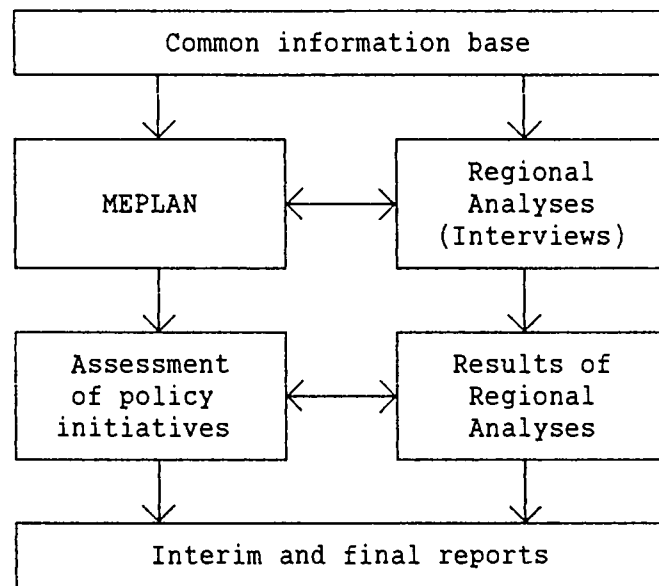 Common information base
MEPLAN
Regional
Analyses
(Interviews)
Assessment
of policy
initiatives
Results of
Regional
Analyses
Interim and final reports